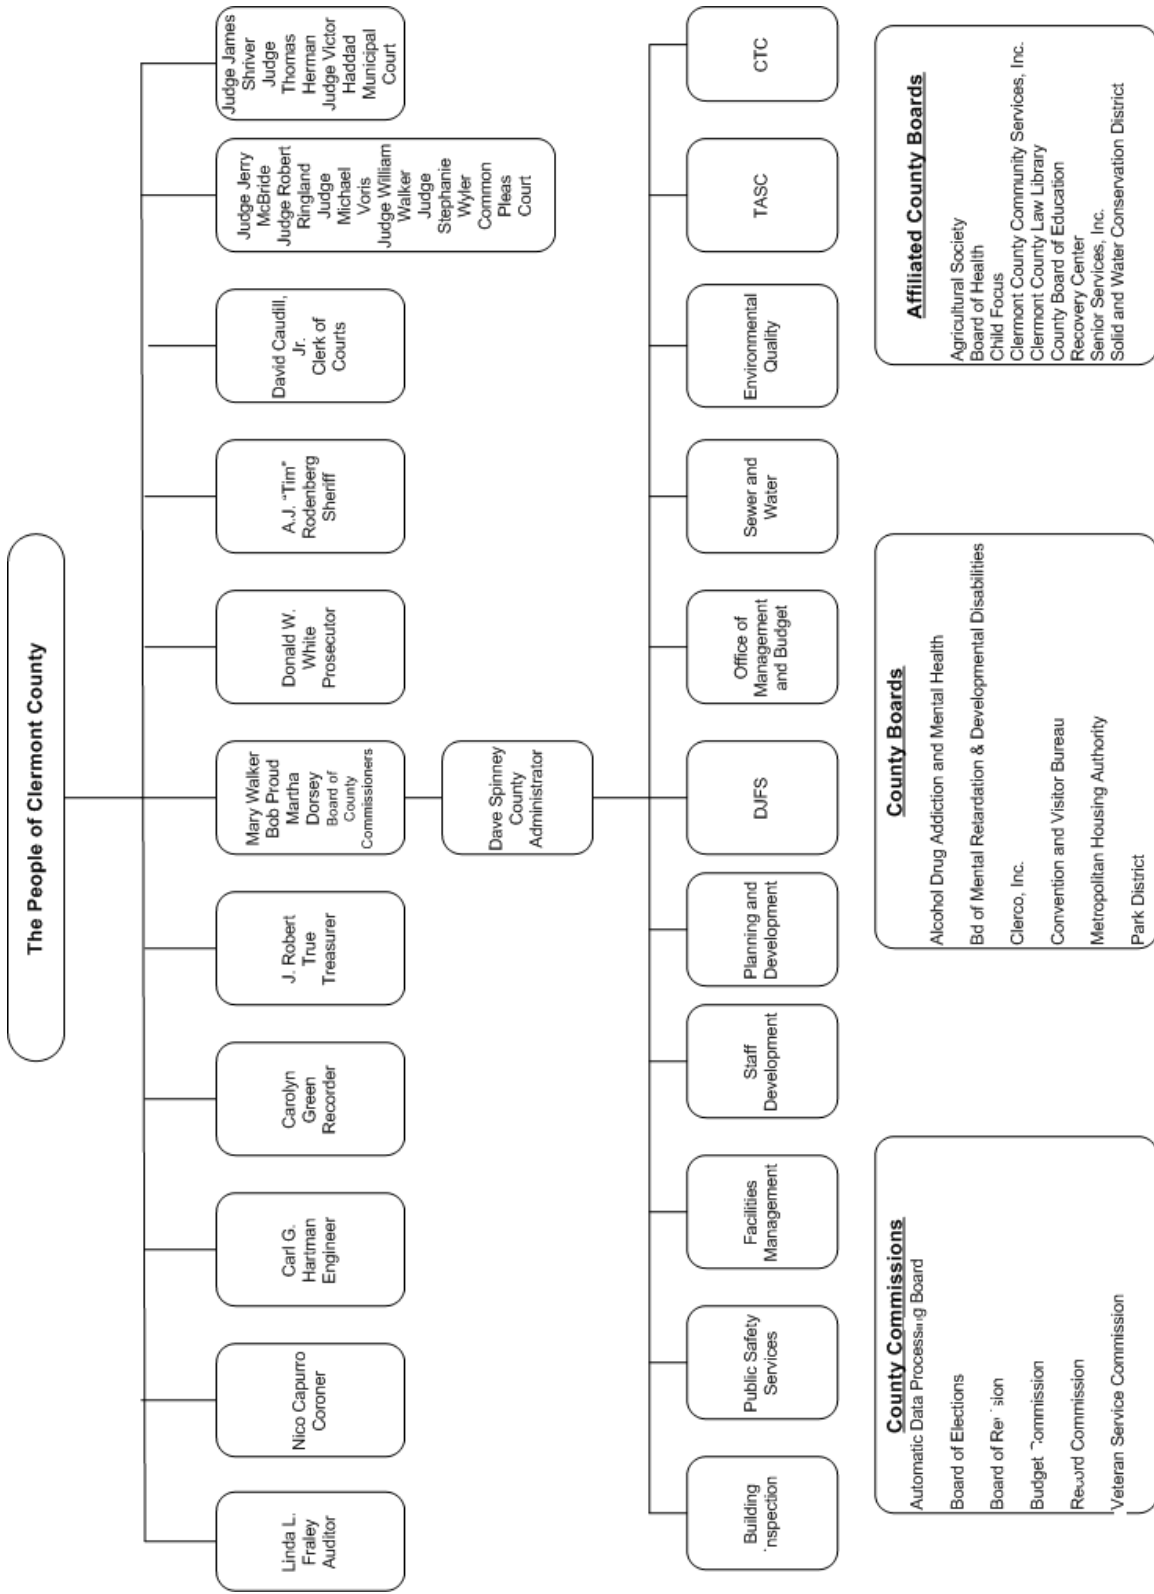 The People of Clermont County
Linda L.
Fraley
Auditor
Nico Capurro
Coroner
Carl G.
Hartman
Engineer
Carolyn
Green
Recorder
J. Robert
True
Treasurer
Mary Walker
Bob Proud
Martha
Dorsey
Board of
County
Commissioners
Donald W.
White
Prosecutor
A.J. "Tim"
Rodenberg
Sheriff
David Caudill,
Jr.
Clerk of
Courts
Judge Jerry
McBride
Judge Robert
Ringland
Judge
Michael
Voris
Judge William
Walker
Judge
Stephanie
Wyler
Common
Pleas
Court
Judge James
Shriver
Judge
Thomas
Herman
Judge Victor
Haddad
Municipal
Court
Dave Spinney
County
Administrator
Building
Inspection
Public Safety
Services
Facilities
Management
Staff
Development
Planning and
Development
DJFS
Office of
Management
and Budget
Sewer and
Water
Environmental
Quality
TASC
CTC
County Commissions
Automatic Data Processing Board
Board of Elections
Board of Revision
Budget Commission
Record Commission
Veteran Service Commission
County Boards
Alcohol Drug Addiction and Mental Health
Bd of Mental Retardation & Developmental Disabilities
Clerco, Inc.
Convention and Visitor Bureau
Metropolitan Housing Authority
Park District
Affiliated County Boards
Agricultural Society
Board of Health
Child Focus
Clermont County Community Services, Inc.
Clermont County Law Library
County Board of Education
Recovery Center
Senior Services, Inc.
Solid and Water Conservation District